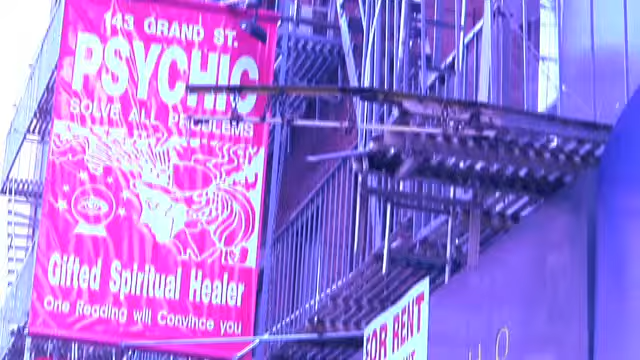 143 GRAND ST.
PSYCHIC
SOLVE ALL PROBLEMS
Gifted Spiritual Healer
One Reading will Convince you
FOR RENT